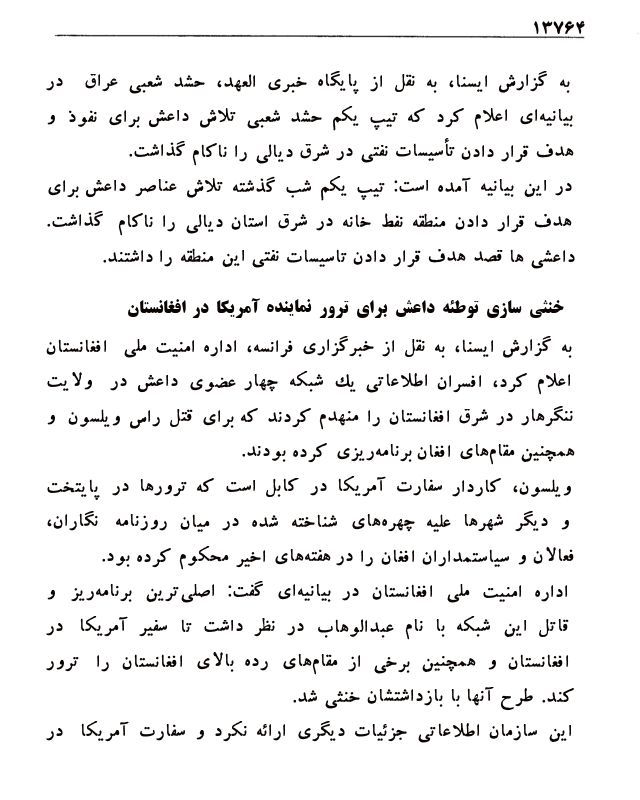 ۱۳۷۶۴
به گزارش ایسنا، به نقل از پایگاه خبری العهد، حشد شعبی عراق در
بیانیه‌ای اعلام کرد که تیپ یکم حشد شعبی تلاش داعش برای نفوذ و
هدف قرار دادن تأسیسات نفتی در شرق دیالی را ناکام گذاشت.
در این بیانیه آمده است: تیپ یکم شب گذشته تلاش عناصر داعش برای
هدف قرار دادن منطقه نفط خانه در شرق استان دیالی را ناکام گذاشت.
داعشی ها قصد هدف قرار دادن تاسیسات نفتی این منطقه را داشتند.
خنثی سازی توطئه داعش برای ترور نماینده آمریکا در افغانستان
به گزارش ایسنا، به نقل از خبرگزاری فرانسه، اداره امنیت ملی افغانستان
اعلام کرد، افسران اطلاعاتی یك شبکه چهار عضوی داعش در ولایت
ننگرهار در شرق افغانستان را منهدم کردند که برای قتل راس ویلسون و
همچنین مقام‌های افغان برنامه‌ریزی کرده بودند.
ویلسون، کاردار سفارت آمریکا در کابل است که ترورها در پایتخت
و دیگر شهرها علیه چهره‌های شناخته شده در میان روزنامه نگاران،
فعالان و سیاستمداران افغان را در هفته‌های اخیر محکوم کرده بود.
اداره امنیت ملی افغانستان در بیانیه‌ای گفت: اصلی‌ترین برنامه‌ریز و
قاتل این شبکه با نام عبدالوهاب در نظر داشت تا سفیر آمریکا در
افغانستان و همچنین برخی از مقام‌های رده بالای افغانستان را ترور
کند. طرح آنها با بازداشتشان خنثی شد.
این سازمان اطلاعاتی جزئیات دیگری ارائه نکرد و سفارت آمریکا در